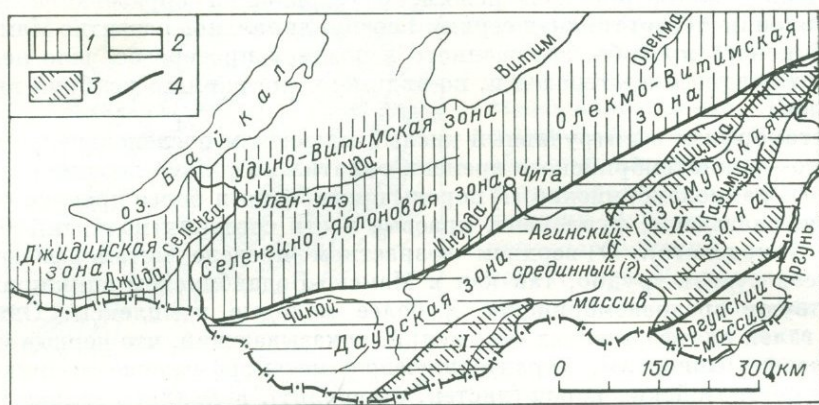 1
2
3
4
оз. Байкал
Витим
Олекма
Олекмо-Витимская
зона
Удино-Витимская зона
Уда
Улан-Удэ
Чита
Шилка
Газимурская
зона
Газимур
II
Аргунь
Селенга
Селенгино-Яблоновая зона
Ингода
Агинский
срединный (?)
массив
Джидинская
зона
Джида
Чикой
Даурская зона
I
Аргунский
массив
0 150 300 км